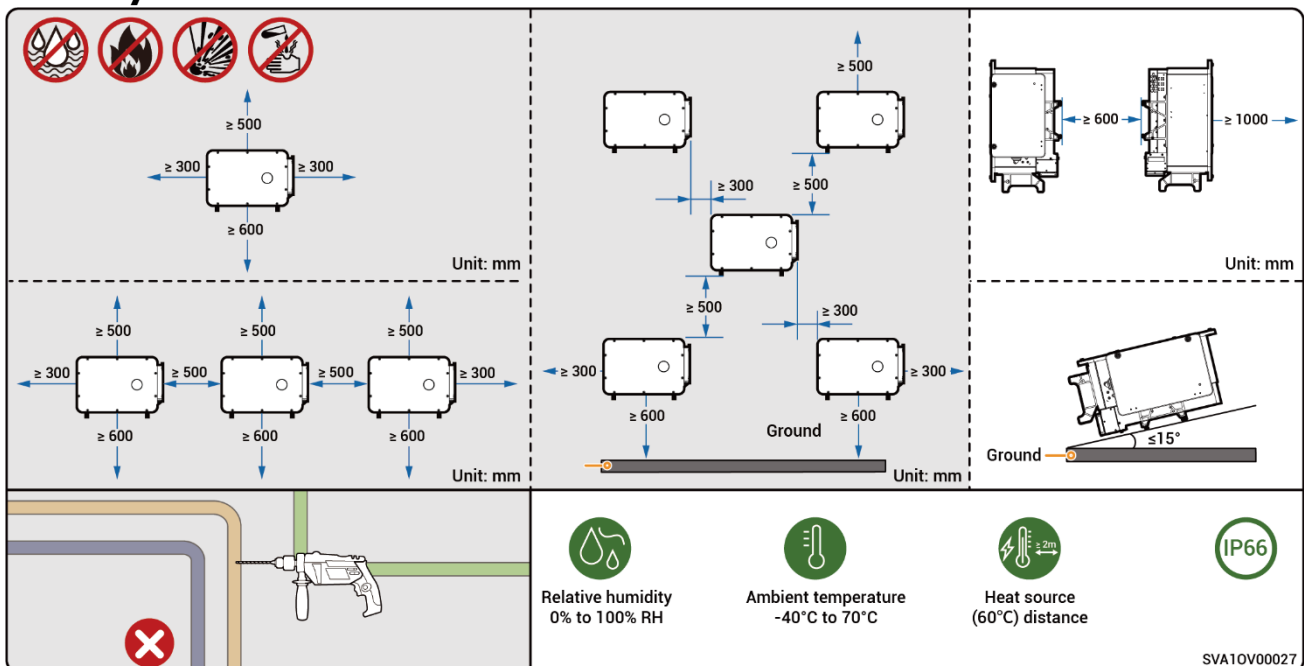 ≥ 500
≥ 300
≥ 300
≥ 600
Unit: mm
≥ 500
≥ 500
≥ 500
≥ 300
≥ 500
≥ 500
≥ 300
≥ 600
≥ 600
≥ 600
Unit: mm
≥ 500
≥ 300
≥ 500
≥ 500
≥ 300
≥ 300
≥ 300
≥ 600
≥ 600
Ground
Unit: mm
≥ 600
≥ 1000
Unit: mm
≤15°
Ground
≥ 2m
IP66
Relative humidity
0% to 100% RH
Ambient temperature
-40°C to 70°C
Heat source
(60°C) distance
SVA1OV00027